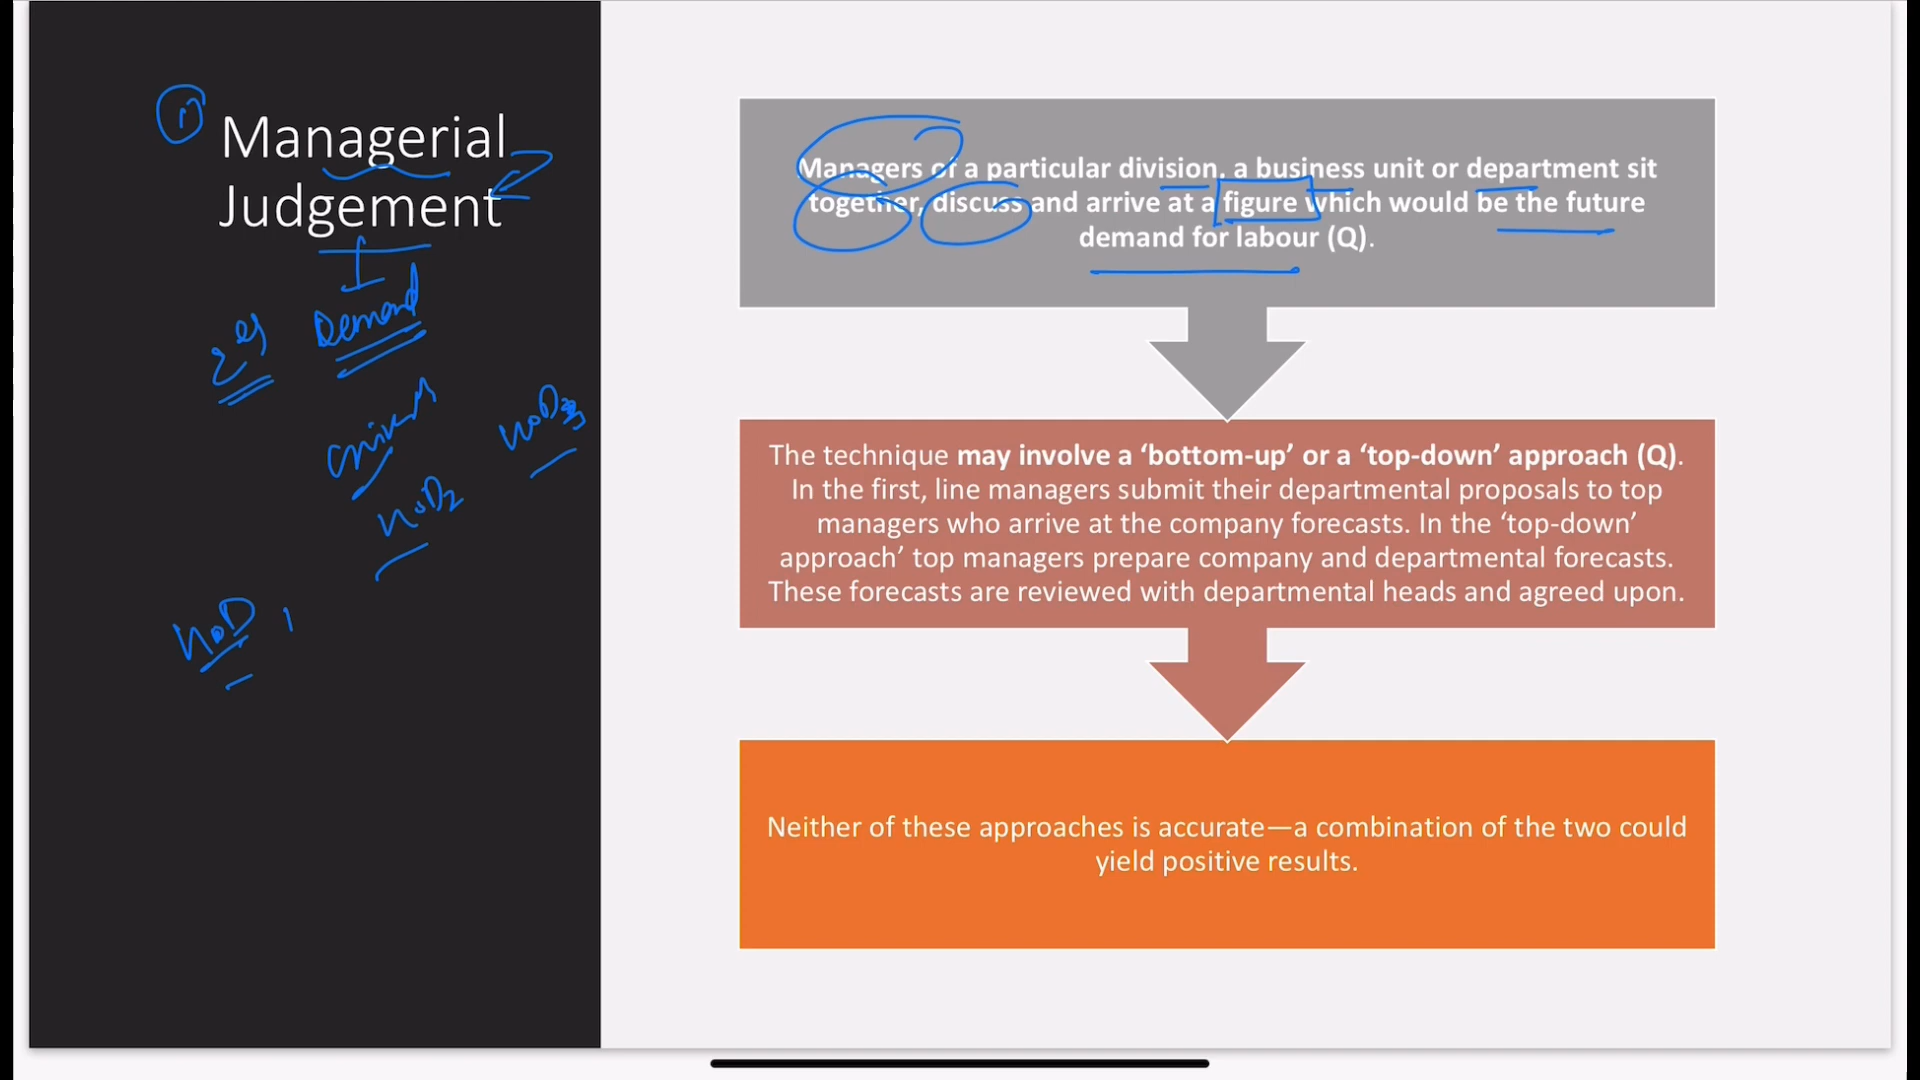 Managerial
Judgement
Demand
HOD
HOD2
HOD3
1
Managers of a particular division, a business unit or department sit
together, discuss and arrive at a figure which would be the future
demand for labour (Q).
The technique may involve a ‘bottom-up’ or a ‘top-down’ approach (Q).
In the first, line managers submit their departmental proposals to top
managers who arrive at the company forecasts. In the ‘top-down’
approach’ top managers prepare company and departmental forecasts.
These forecasts are reviewed with departmental heads and agreed upon.
Neither of these approaches is accurate—a combination of the two could
yield positive results.